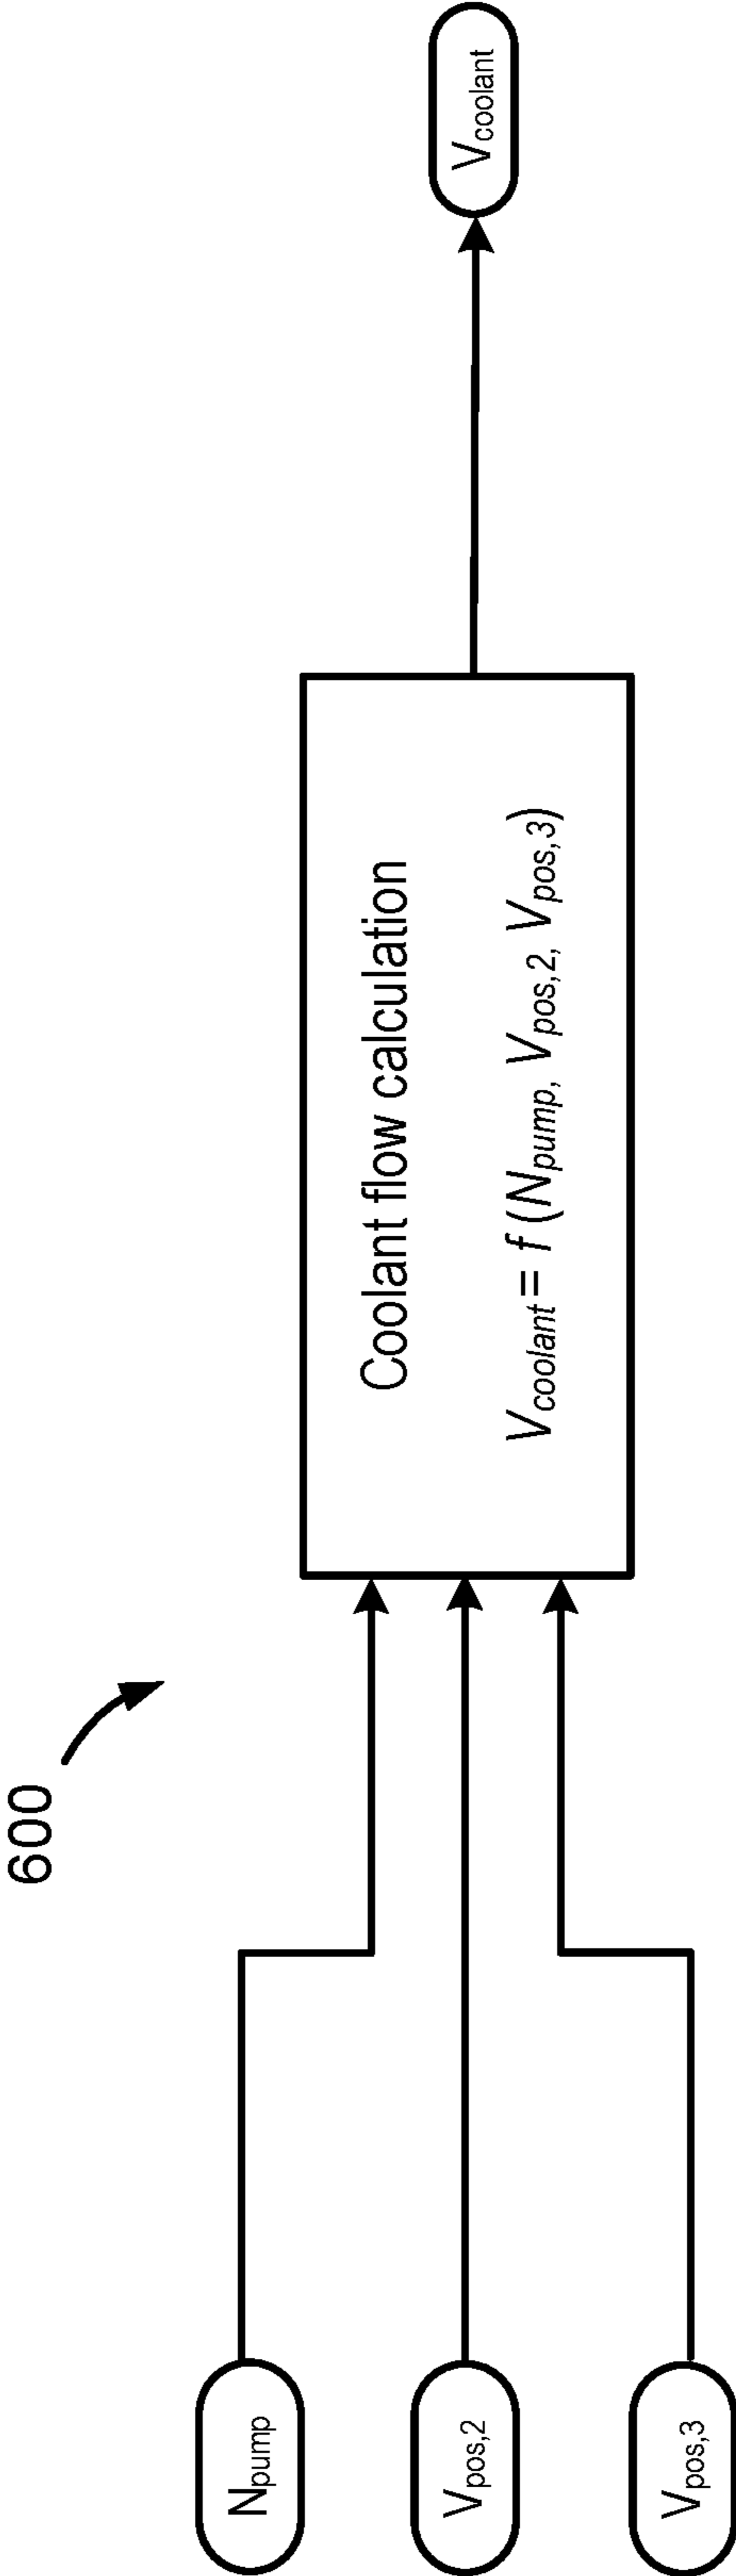 600
Npump
Vpos,2
Vpos,3
Coolant flow calculation
Vcoolant = f (Npump, Vpos,2, Vpos,3)
Vcoolant